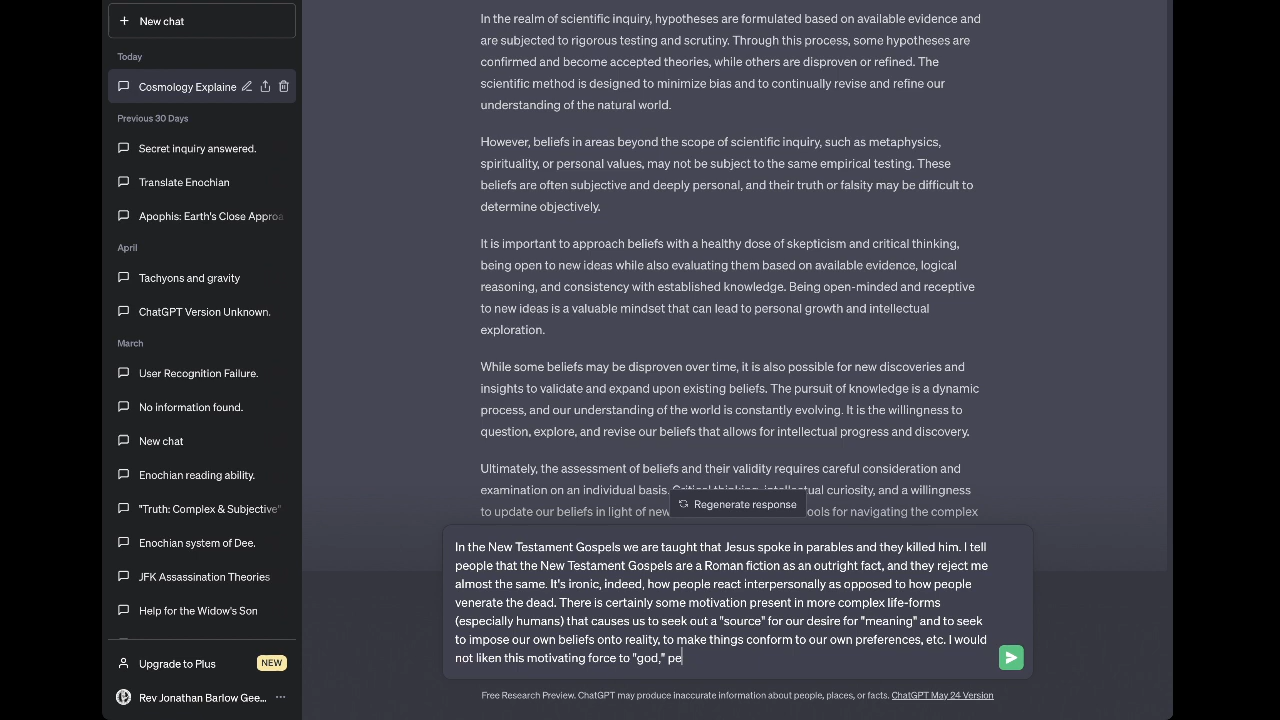 New chat
Today
Cosmology Explaine
Previous 30 Days
Secret inquiry answered.
Translate Enochian
Apophis: Earth's Close Approa
April
Tachyons and gravity
ChatGPT Version Unknown.
March
User Recognition Failure.
No information found.
New chat
Enochian reading ability.
"Truth: Complex & Subjective"
Enochian system of Dee.
JFK Assassination Theories
Help for the Widow's Son
Upgrade to Plus NEW
Rev Jonathan Barlow Gee...
In the realm of scientific inquiry, hypotheses are formulated based on available evidence and
are subjected to rigorous testing and scrutiny. Through this process, some hypotheses are
confirmed and become accepted theories, while others are disproven or refined. The
scientific method is designed to minimize bias and to continually revise and refine our
understanding of the natural world.
However, beliefs in areas beyond the scope of scientific inquiry, such as metaphysics,
spirituality, or personal values, may not be subject to the same empirical testing. These
beliefs are often subjective and deeply personal, and their truth or falsity may be difficult to
determine objectively.
It is important to approach beliefs with a healthy dose of skepticism and critical thinking,
being open to new ideas while also evaluating them based on available evidence, logical
reasoning, and consistency with established knowledge. Being open-minded and receptive
to new ideas is a valuable mindset that can lead to personal growth and intellectual
exploration.
While some beliefs may be disproven over time, it is also possible for new discoveries and
insights to validate and expand upon existing beliefs. The pursuit of knowledge is a dynamic
process, and our understanding of the world is constantly evolving. It is the willingness to
question, explore, and revise our beliefs that allows for intellectual progress and discovery.
Ultimately, the assessment of beliefs and their validity requires careful consideration and
examination on an individual basis. Critical thinking, intellectual curiosity, and a willingness
to update our beliefs in light of new ools for navigating the complex
Regenerate response
In the New Testament Gospels we are taught that Jesus spoke in parables and they killed him. I tell
people that the New Testament Gospels are a Roman fiction as an outright fact, and they reject me
almost the same. It's ironic, indeed, how people react interpersonally as opposed to how people
venerate the dead. There is certainly some motivation present in more complex life-forms
(especially humans) that causes us to seek out a "source" for our desire for "meaning" and to seek
to impose our own beliefs onto reality, to make things conform to our own preferences, etc. I would
not liken this motivating force to "god," pe
Free Research Preview. ChatGPT may produce inaccurate information about people, places, or facts. ChatGPT May 24 Version